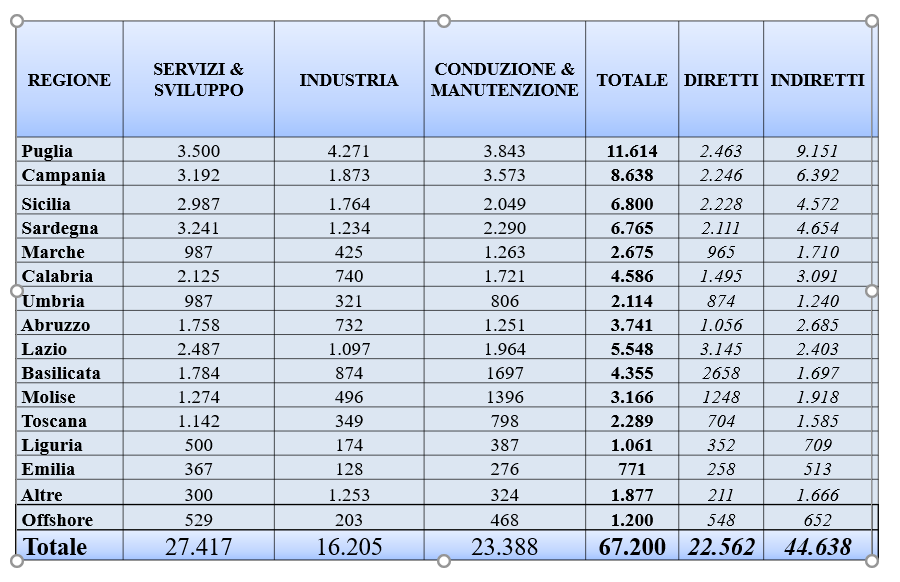 REGIONE SERVIZI & SVILUPPO INDUSTRIA CONDUZIONE & MANUTENZIONE TOTALE DIRETTI INDIRETTI
Puglia 3.500 4.271 3.843 11.614 2.463 9.151
Campania 3.192 1.873 3.573 8.638 2.246 6.392
Sicilia 2.987 1.764 2.049 6.800 2.228 4.572
Sardegna 3.241 1.234 2.290 6.765 2.111 4.654
Marche 987 425 1.263 2.675 965 1.710
Calabria 2.125 740 1.721 4.586 1.495 3.091
Umbria 987 321 806 2.114 874 1.240
Abruzzo 1.758 732 1.251 3.741 1.056 2.685
Lazio 2.487 1.097 1.964 5.548 3.145 2.403
Basilicata 1.784 874 1697 4.355 2658 1.697
Molise 1.274 496 1396 3.166 1248 1.918
Toscana 1.142 349 798 2.289 704 1.585
Liguria 500 174 387 1.061 352 709
Emilia 367 128 276 771 258 513
Altre 300 1.253 324 1.877 211 1.666
Offshore 529 203 468 1.200 548 652
Totale 27.417 16.205 23.388 67.200 22.562 44.638